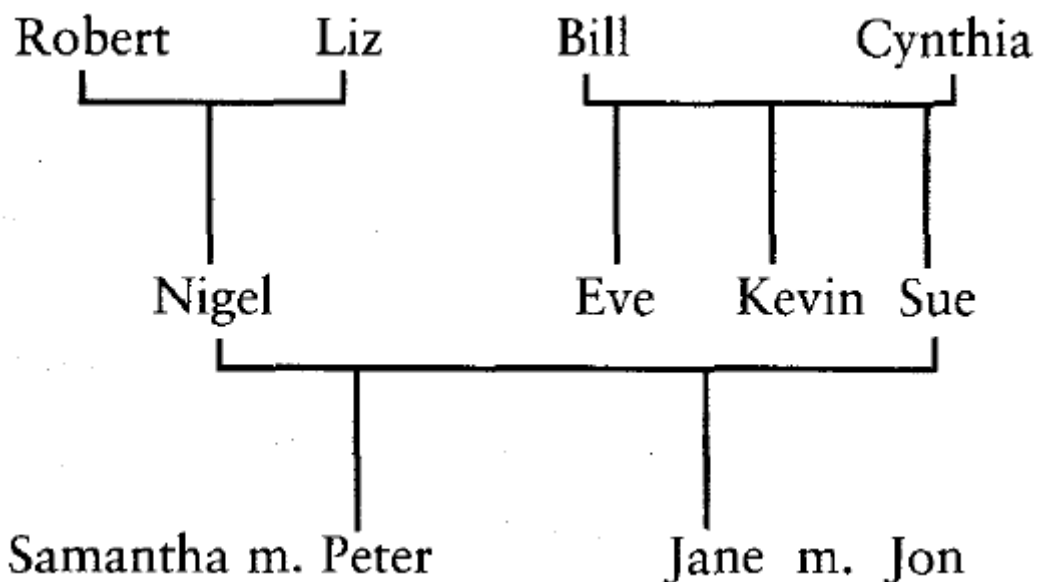 Robert Liz Bill Cynthia
Nigel Eve Kevin Sue
Samantha m. Peter Jane m. Jon